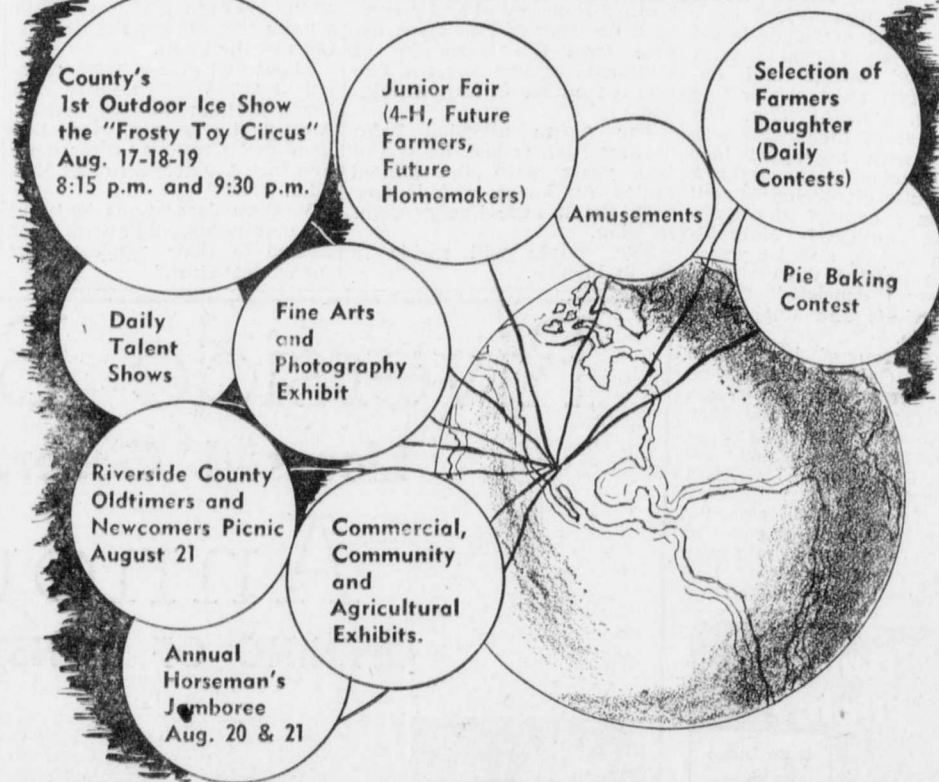 County's
1st Outdoor Ice Show
the "Frosty Toy Circus"
Aug. 17-18-19
8:15 p.m. and 9:30 p.m.
Junior Fair
(4-H, Future
Farmers,
Future
Homemakers)
Amusements
Selection of
Farmers
Daughter
(Daily
Contests)
Pie Baking
Contest
Daily
Talent
Shows
Fine Arts
and
Photography
Exhibit
Riverside County
Oldtimers and
Newcomers Picnic
August 21
Commercial,
Community
and
Agricultural
Exhibits.
Annual
Horseman's
Jamboree
Aug. 20 & 21